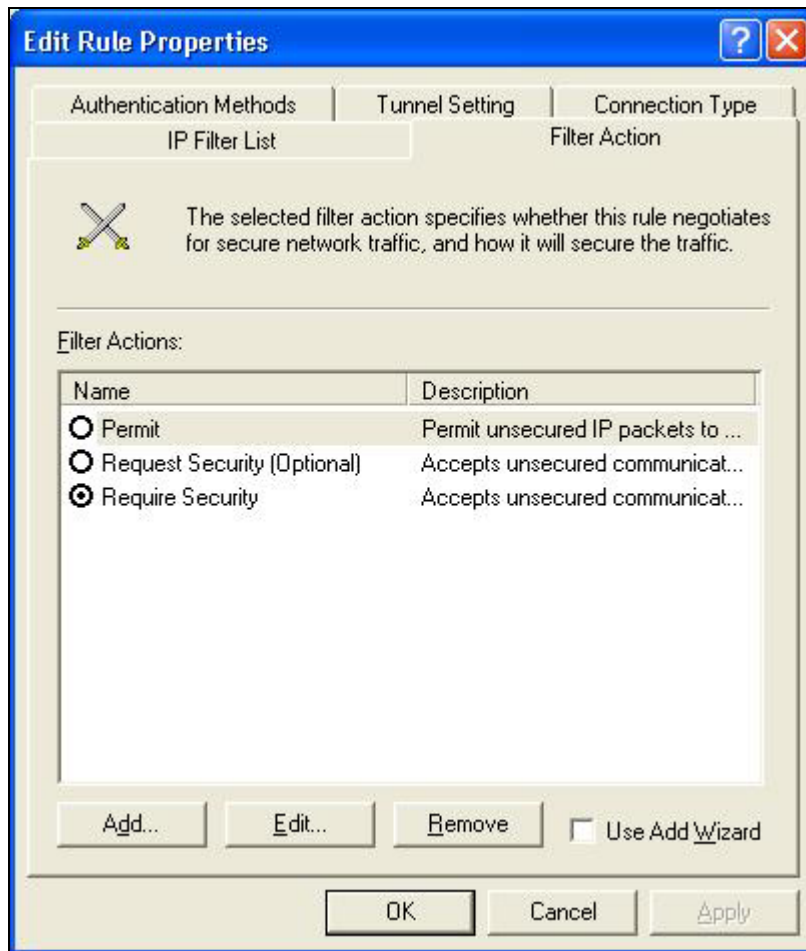 Edit Rule Properties
?
X
Authentication Methods
Tunnel Setting
Connection Type
IP Filter List
Filter Action
The selected filter action specifies whether this rule negotiates
for secure network traffic, and how it will secure the traffic.
Filter Actions:
Name
Description
Permit
Permit unsecured IP packets to ...
Request Security (Optional)
Accepts unsecured communicat...
Require Security
Accepts unsecured communicat...
Add...
Edit...
Remove
Use Add Wizard
OK
Cancel
Apply